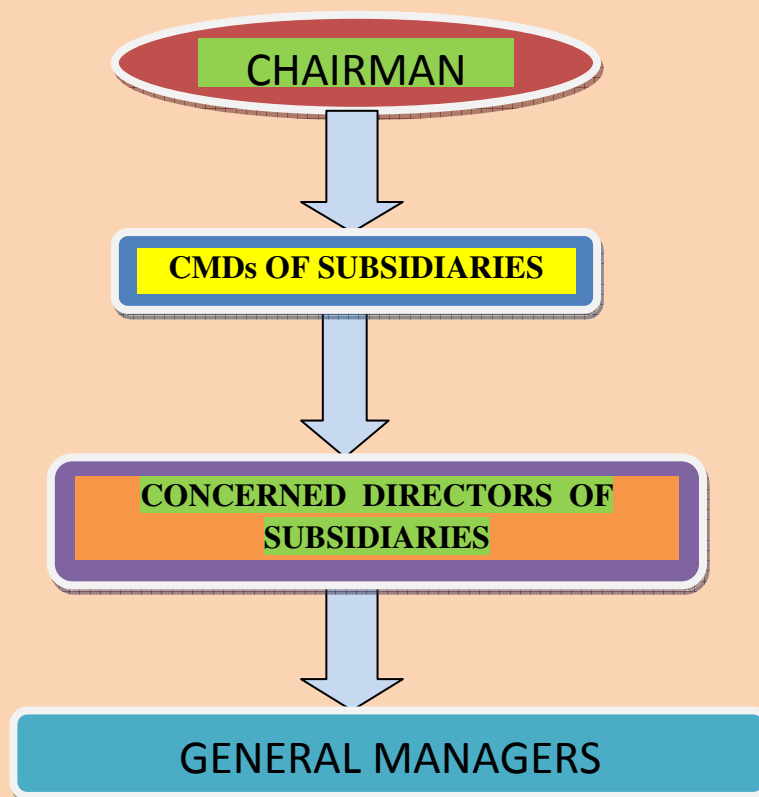 CHAIRMAN
CMDs OF SUBSIDIARIES
CONCERNED DIRECTORS OF
SUBSIDIARIES
GENERAL MANAGERS